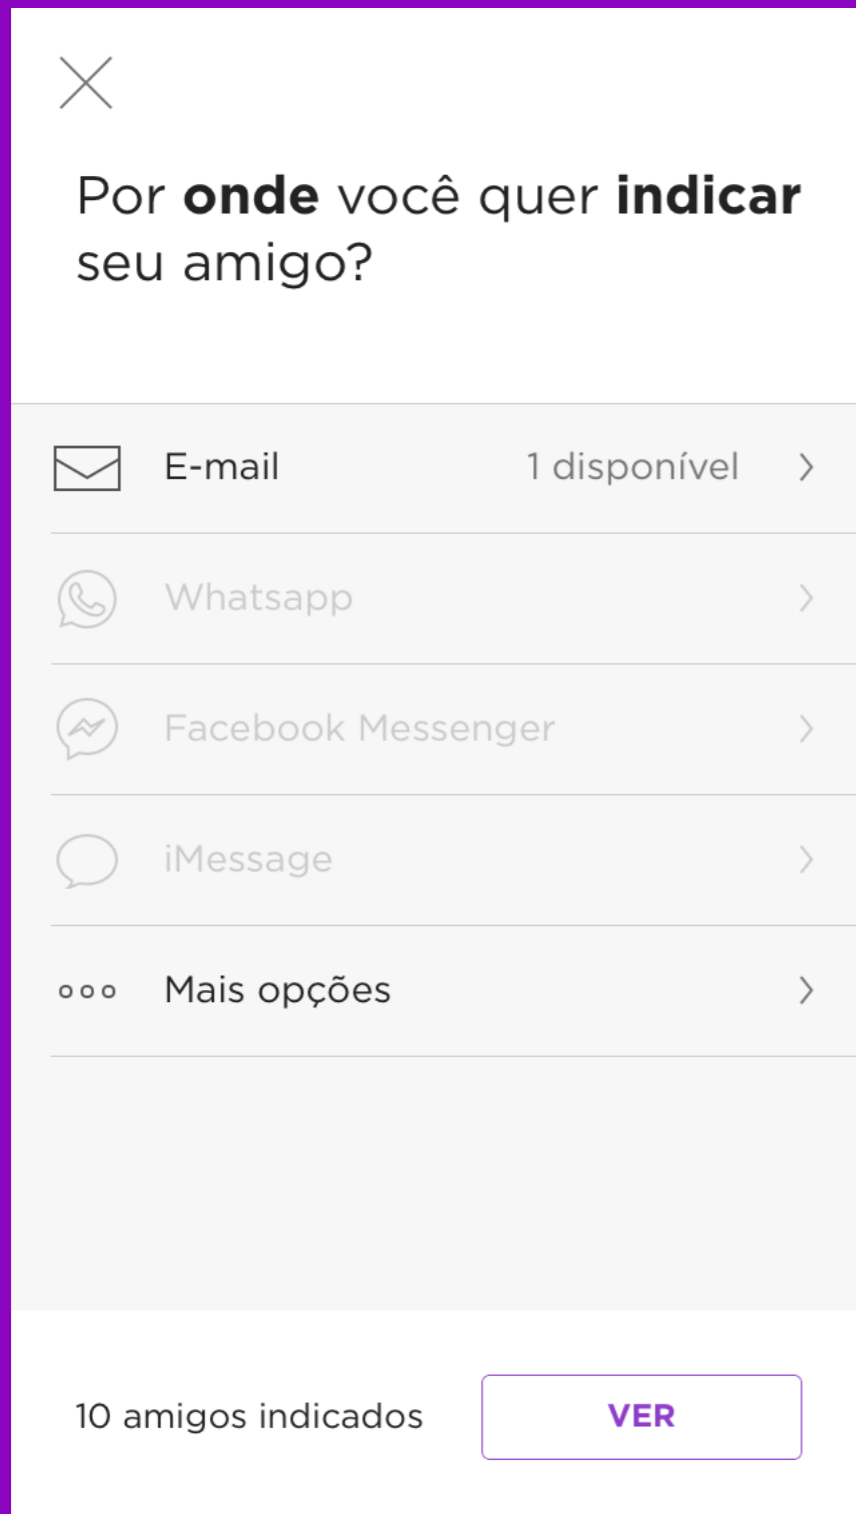 Por onde você quer indicar
seu amigo?
E-mail 1 disponível
Whatsapp
Facebook Messenger
iMessage
Mais opções
10 amigos indicados VER